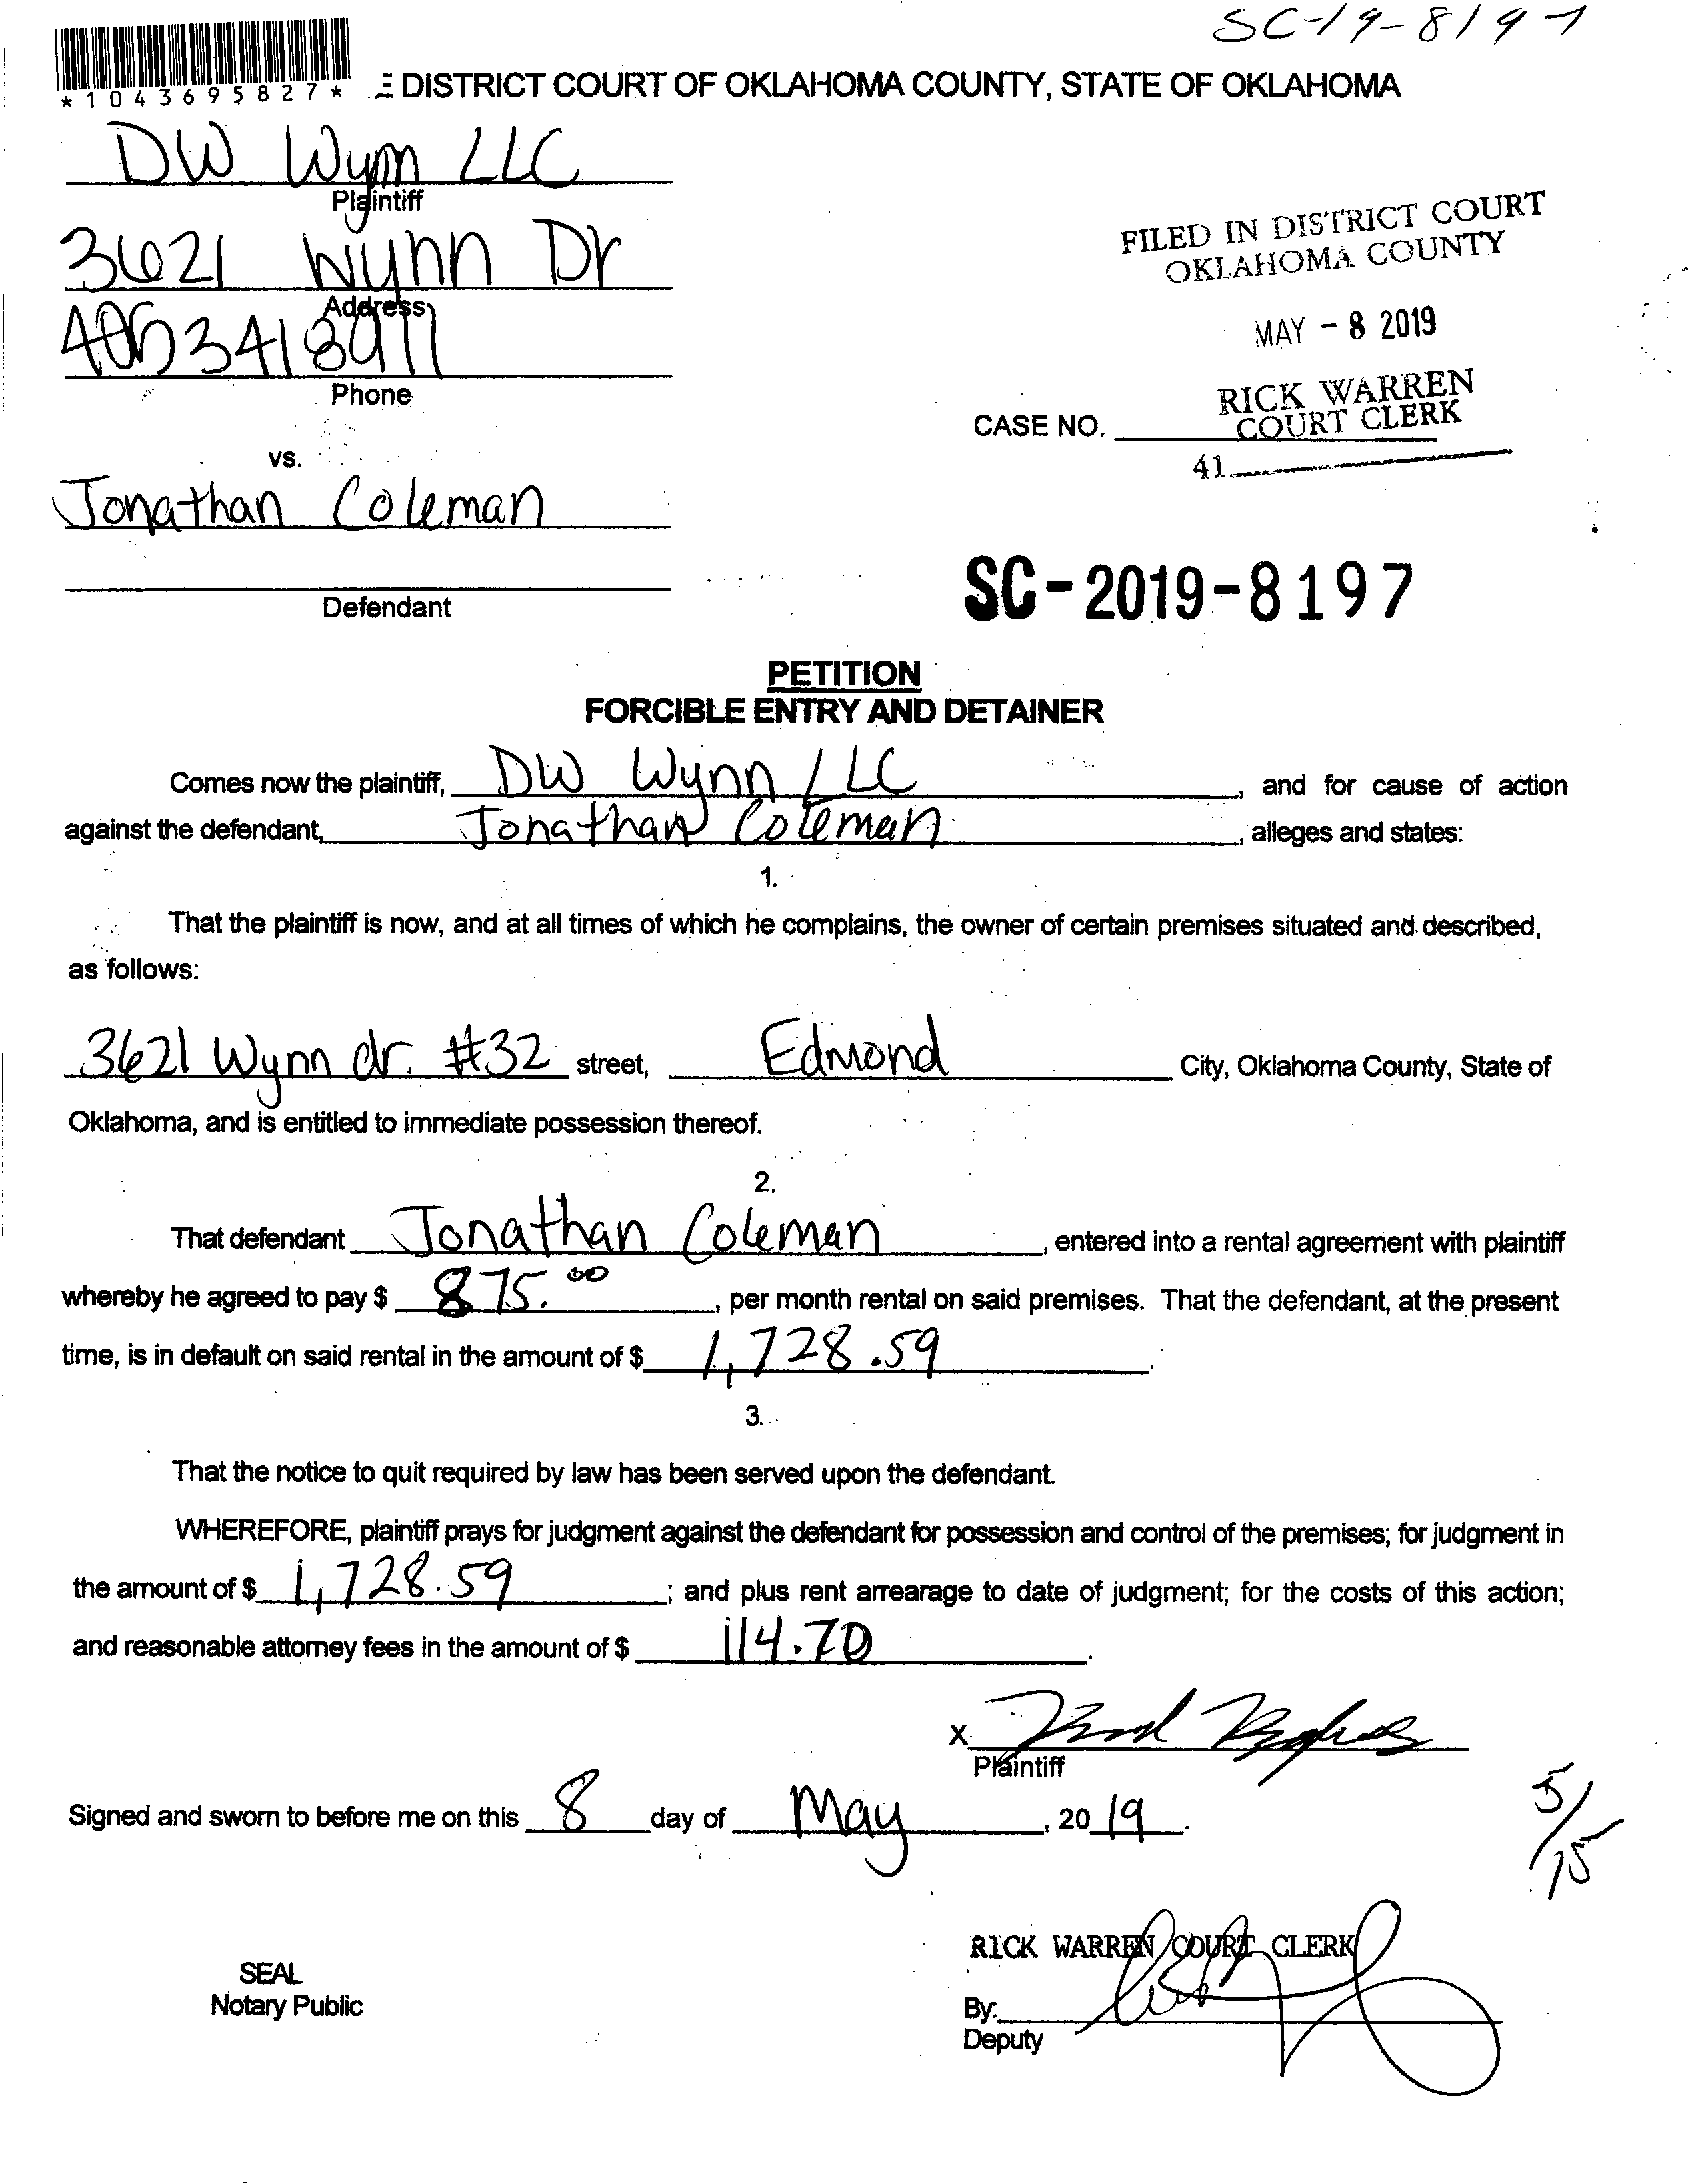 SC-19-8197
*1043695827*
E DISTRICT COURT OF OKLAHOMA COUNTY, STATE OF OKLAHOMA
DW Wynn LLC
Plaintiff
3621 Wynn Dr
Address
4053418911
Phone
FILED IN DISTRICT COURT
OKLAHOMA COUNTY
MAY - 8 2019
RICK WARREN
COURT CLERK
CASE NO.
41
vs.
Jonathan Coleman
Defendant
SC-2019-8197
PETITION
FORCIBLE ENTRY AND DETAINER
Comes now the plaintiff, DW Wynn LLC, and for cause of action
against the defendant, Jonathan Coleman, alleges and states:
1.
That the plaintiff is now, and at all times of which he complains, the owner of certain premises situated and described,
as follows:
3621 Wynn dr. #32 street, Edmond City, Oklahoma County, State of
Oklahoma, and is entitled to immediate possession thereof.
2.
That defendant Jonathan Coleman, entered into a rental agreement with plaintiff
whereby he agreed to pay $ 875.00, per month rental on said premises. That the defendant, at the present
time, is in default on said rental in the amount of $ 1,728.59.
3.
That the notice to quit required by law has been served upon the defendant.
WHEREFORE, plaintiff prays for judgment against the defendant for possession and control of the premises; for judgment in
the amount of $ 1,728.59; and plus rent arrearage to date of judgment; for the costs of this action;
and reasonable attorney fees in the amount of $ 114.70.
X
Plaintiff
Signed and sworn to before me on this 8 day of May, 20 19.
5/15
RICK WARREN COURT CLERK
SEAL
Notary Public
By:
Deputy